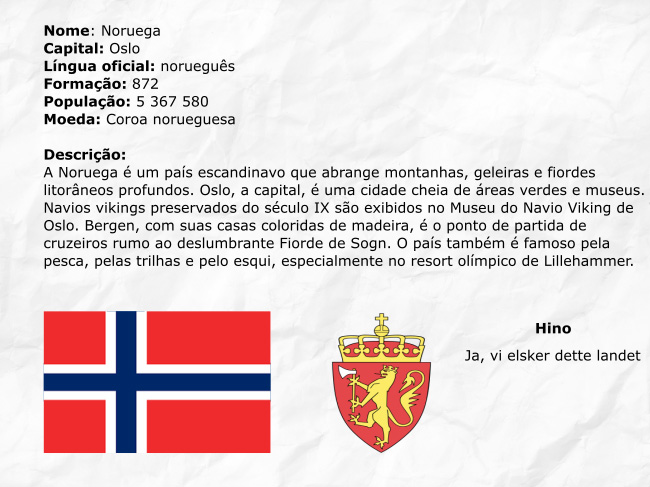 Nome: Noruega
Capital: Oslo
Língua oficial: norueguês
Formação: 872
População: 5 367 580
Moeda: Coroa norueguesa
Descrição:
A Noruega é um país escandinavo que abrange montanhas, geleiras e fiordes
litorâneos profundos. Oslo, a capital, é uma cidade cheia de áreas verdes e museus.
Navios vikings preservados do século IX são exibidos no Museu do Navio Viking de
Oslo. Bergen, com suas casas coloridas de madeira, é o ponto de partida de
cruzeiros rumo ao deslumbrante Fiorde de Sogn. O país também é famoso pela
pesca, pelas trilhas e pelo esqui, especialmente no resort olímpico de Lillehammer.
Hino
Ja, vi elsker dette landet